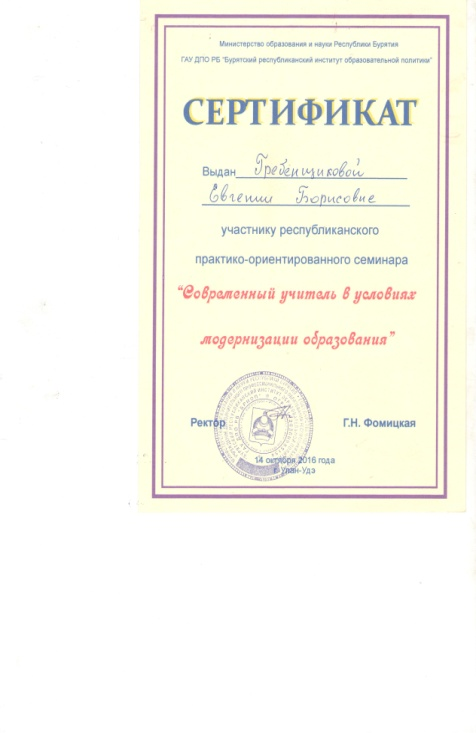 Министерство образования и науки Республики Бурятия
ГАУ ДПО РБ "Бурятский республиканский институт образовательной политики"
СЕРТИФИКАТ
Выдан Гребенщиковой
Евгении Борисовне
участнику республиканского
практико-ориентированного семинара
"Современный учитель в условиях
модернизации образования"
Ректор Г.Н. Фомицкая
14 октября 2016 года
г. Улан-Удэ